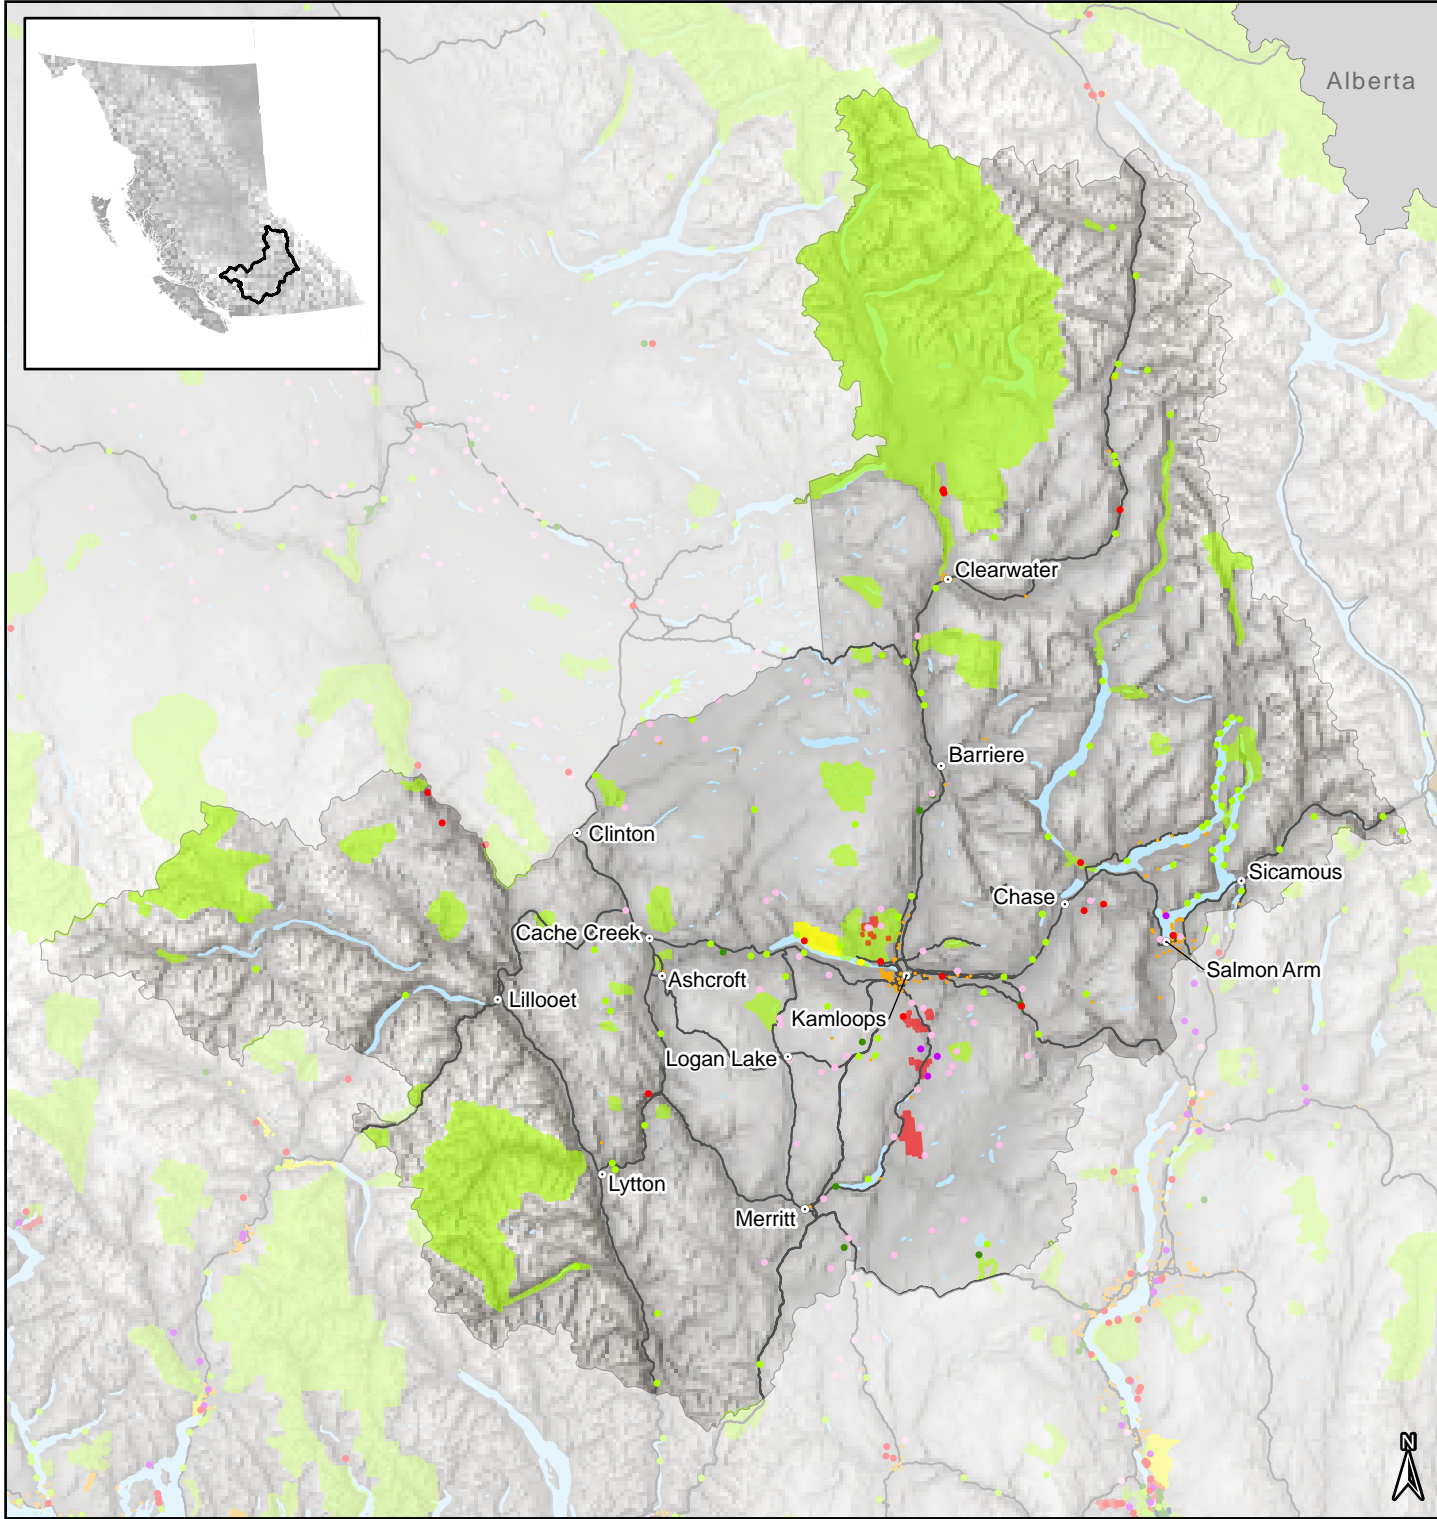 Alberta
Clearwater
Barriere
Clinton
Sicamous
Chase
Cache Creek
Salmon Arm
Ashcroft
Lillooet
Kamloops
Logan Lake
Lytton
Merritt
N